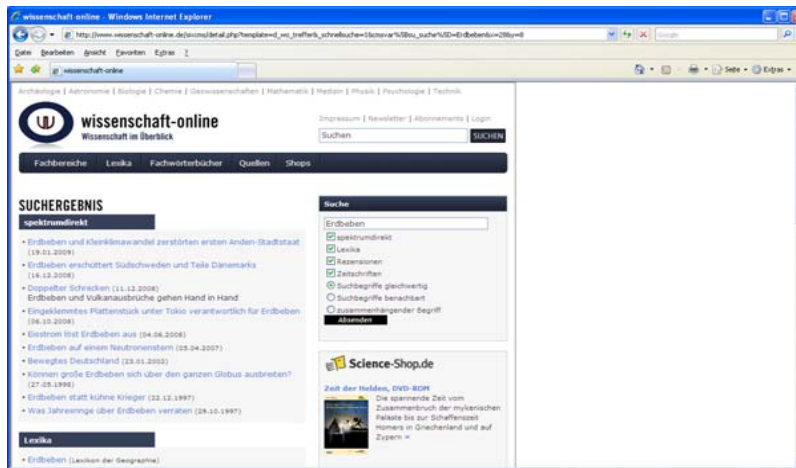 wissenschaft-online - Windows Internet Explorer
Datei Bearbeiten Ansicht Favoriten Extras ?
wissenschaft-online
Seite
Extras
Archäologie | Astronomie | Biologie | Chemie | Geowissenschaften | Mathematik | Medizin | Physik | Psychologie | Technik
wissenschaft-online
Wissenschaft im Überblick
Impressum | Newsletter | Abonnements | Login
Suchen
SUCHEN
Fachbereiche Lexika Fachwörterbücher Quellen Shops
SUCHERGEBNIS
spektrumdirekt
• Erdbeben und Kleinklimawandel zerstörten ersten Anden-Stadtstaat
(19.01.2009)
• Erdbeben erschüttert Südschweden und Teile Dänemarks
(16.12.2008)
• Doppelter Schrecken (11.12.2008)
Erdbeben und Vulkanausbrüche gehen Hand in Hand
• Eingeklemmtes Plattenstück unter Tokio verantwortlich für Erdbeben
(06.10.2008)
• Eisstrom löst Erdbeben aus (04.06.2008)
• Erdbeben auf einem Neutronenstern (25.04.2007)
• Bewegtes Deutschland (23.01.2002)
• Können große Erdbeben sich über den ganzen Globus ausbreiten?
(27.05.1998)
• Erdbeben statt kühne Krieger (22.12.1997)
• Was Jahresringe über Erdbeben verraten (29.10.1997)
Lexika
• Erdbeben (Lexikon der Geographie)
Suche
Erdbeben
spektrumdirekt
Lexika
Rezensionen
Zeitschriften
Suchbegriffe gleichwertig
Suchbegriffe benachbart
zusammenhängender Begriff
Absenden
Science-Shop.de
Zeit der Helden, DVD-ROM
Die spannende Zeit vom
Zusammenbruch der mykenischen
Paläste bis zur Schaffenszeit
Homers in Griechenland und auf
Zypern »